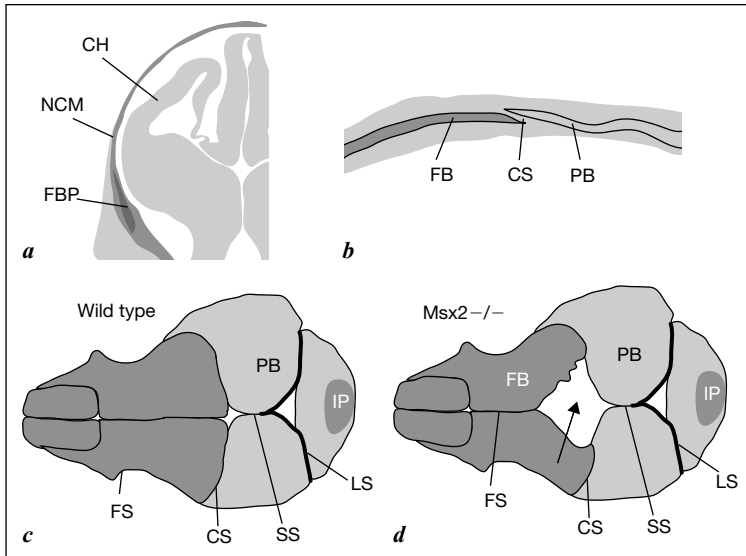 CH
NCM
FBP
a
FB
CS
PB
b
Wild type
PB
IP
LS
FS
CS
SS
c
Msx2−/−
FB
PB
IP
LS
FS
CS
SS
d